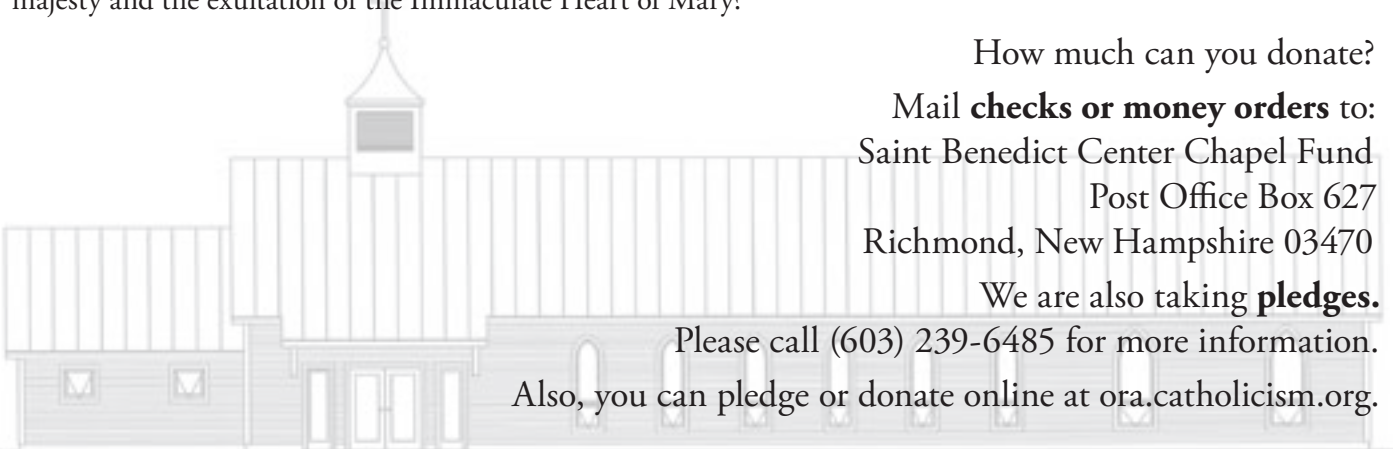 majesty and the exultation of the Immaculate Heart of Mary!
How much can you donate?
Mail checks or money orders to:
Saint Benedict Center Chapel Fund
Post Office Box 627
Richmond, New Hampshire 03470
We are also taking pledges.
Please call (603) 239-6485 for more information.
Also, you can pledge or donate online at ora.catholicism.org.